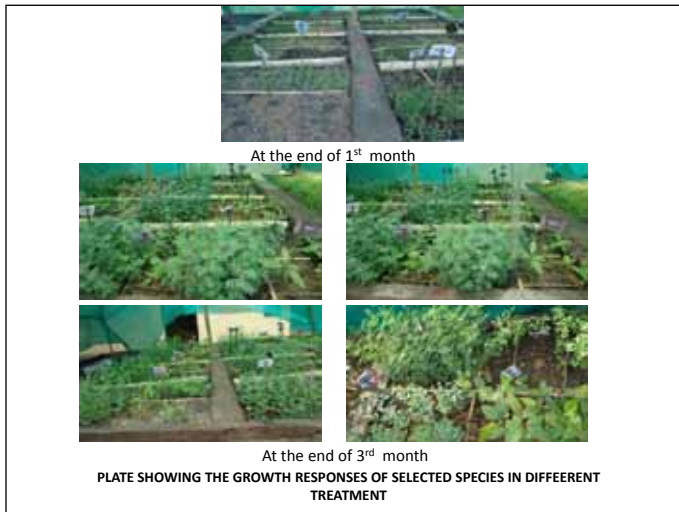 At the end of 1st month
At the end of 3rd month
PLATE SHOWING THE GROWTH RESPONSES OF SELECTED SPECIES IN DIFFEERENT
TREATMENT